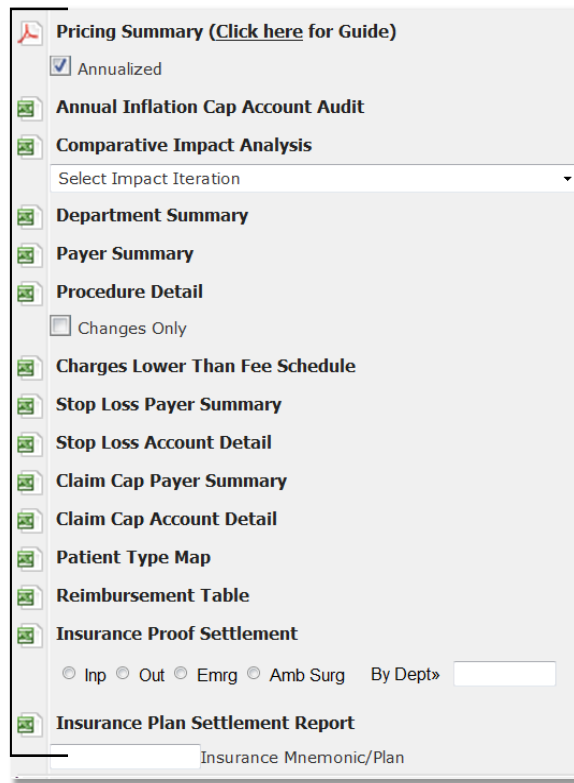 Pricing Summary (Click here for Guide)
Annualized
Annual Inflation Cap Account Audit
Comparative Impact Analysis
Select Impact Iteration
Department Summary
Payer Summary
Procedure Detail
Changes Only
Charges Lower Than Fee Schedule
Stop Loss Payer Summary
Stop Loss Account Detail
Claim Cap Payer Summary
Claim Cap Account Detail
Patient Type Map
Reimbursement Table
Insurance Proof Settlement
Inp Out Emrg Amb Surg By Dept»
Insurance Plan Settlement Report
Insurance Mnemonic/Plan